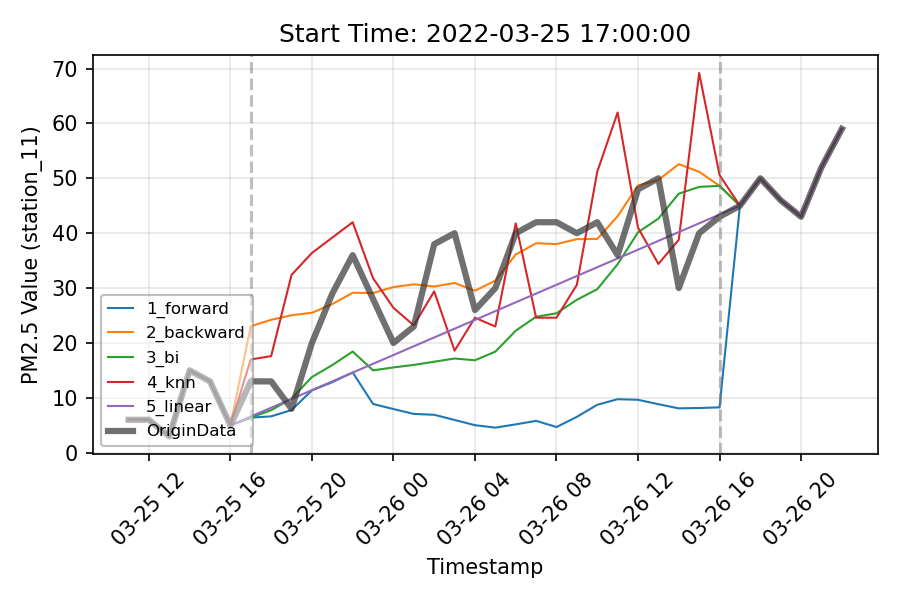 Start Time: 2022-03-25 17:00:00
PM2.5 Value (station_11)
70
60
50
40
30
20
10
0
1_forward
2_backward
3_bi
4_knn
5_linear
OriginData
03-25 12
03-25 16
03-25 20
03-26 00
03-26 04
03-26 08
03-26 12
03-26 16
03-26 20
Timestamp